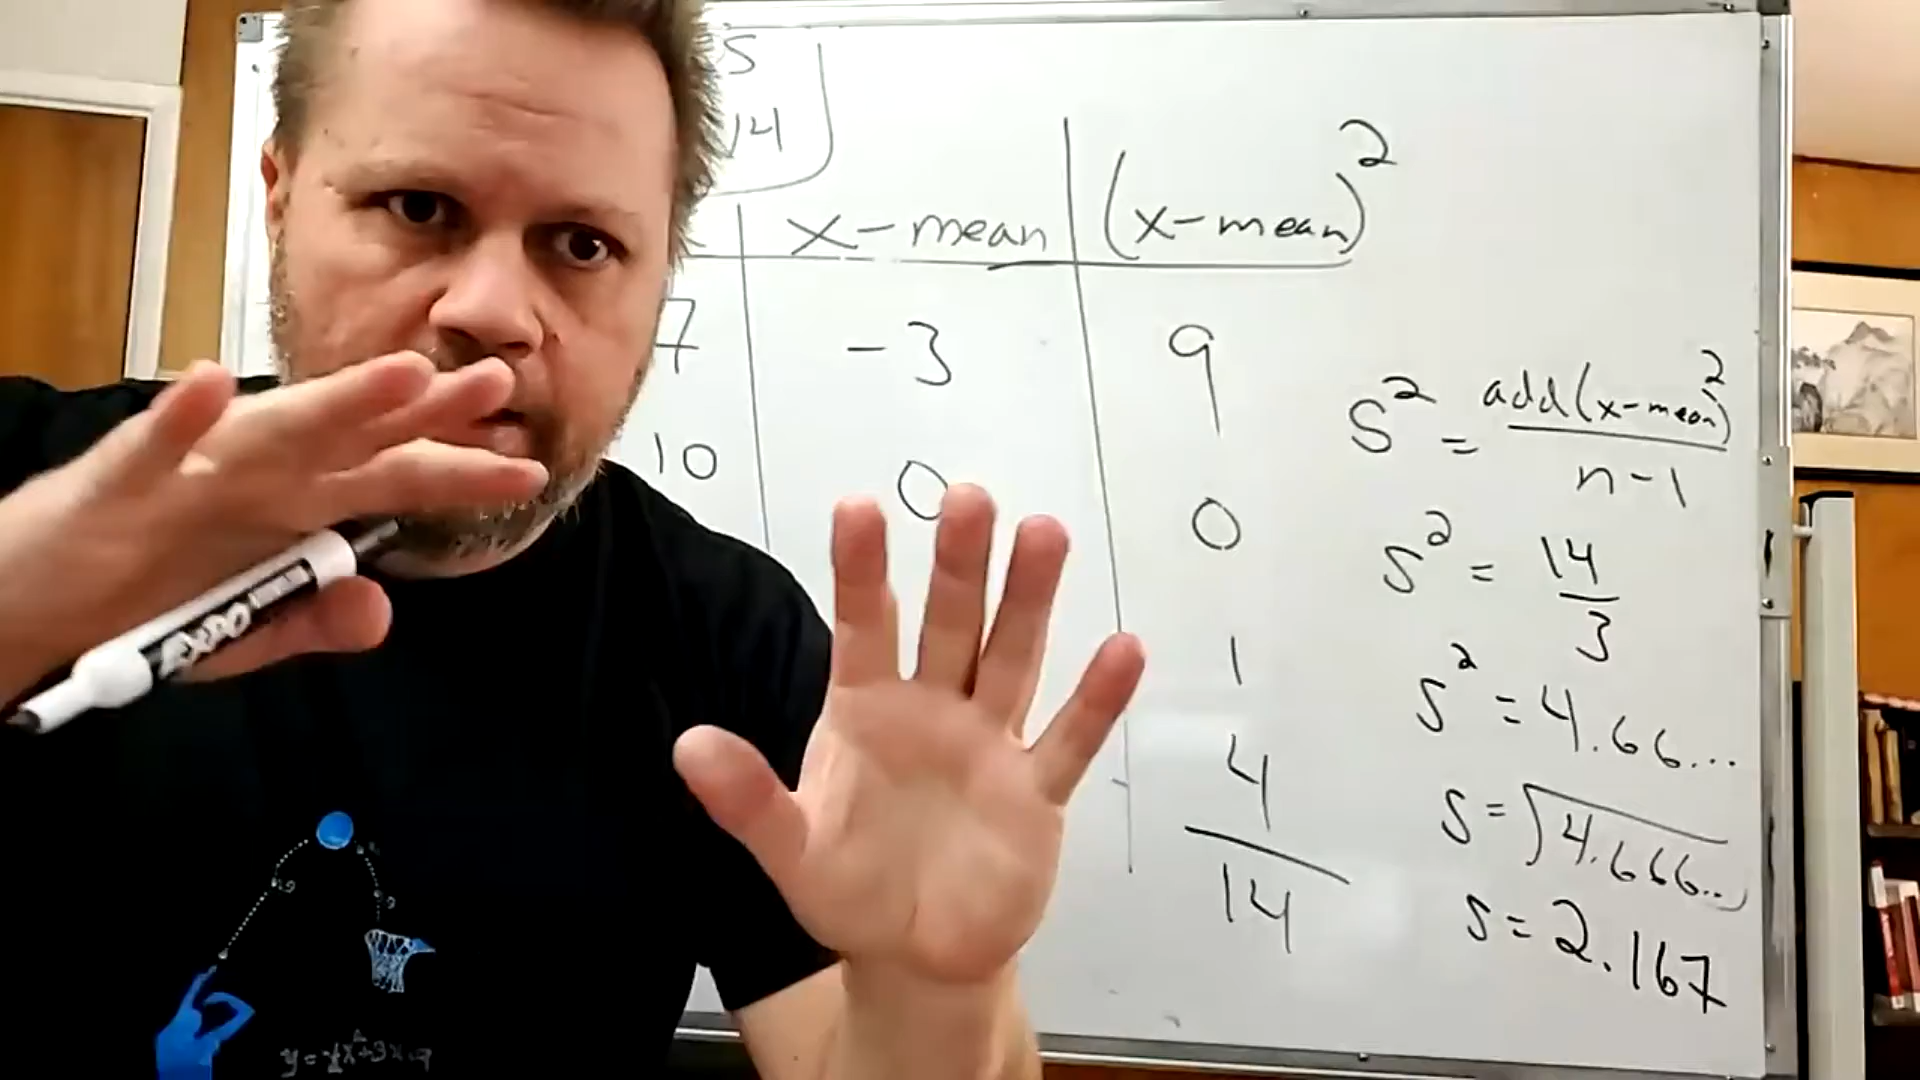 S
14
x-mean (x-mean)²
7 -3 9
10 0 0
1
4
14
S² = add(x-mean)² / n-1
S² = 14/3
S² = 4.66...
S = √4.666...
S = 2.167
EXPO